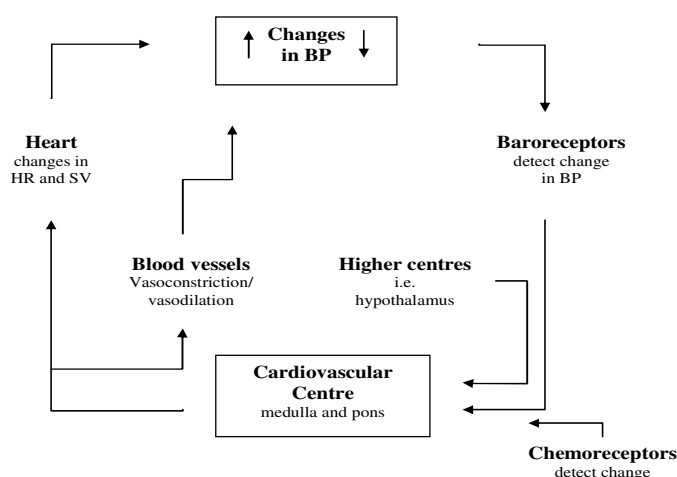 Changes
in BP
Heart
changes in
HR and SV
Baroreceptors
detect change
in BP
Blood vessels
Vasoconstriction/
vasodilation
Higher centres
i.e.
hypothalamus
Cardiovascular
Centre
medulla and pons
Chemoreceptors
detect change